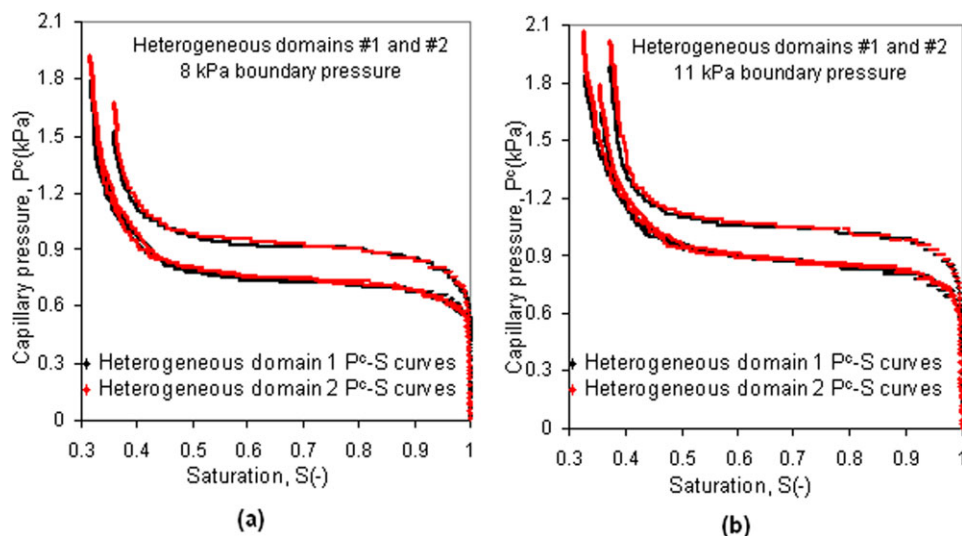 2.1
1.8
1.5
1.2
0.9
0.6
0.3
0
Capillary pressure, Pᶜ(kPa)
Heterogeneous domains #1 and #2
8 kPa boundary pressure
Heterogeneous domain 1 Pᶜ-S curves
Heterogeneous domain 2 Pᶜ-S curves
0.3 0.4 0.5 0.6 0.7 0.8 0.9 1
Saturation, S(-)
(a)
2.1
1.8
1.5
1.2
0.9
0.6
0.3
0
Capillary pressure, Pᶜ(kPa)
Heterogeneous domains #1 and #2
11 kPa boundary pressure
Heterogeneous domain 1 Pᶜ-S curves
Heterogeneous domain 2 Pᶜ-S curves
0.3 0.4 0.5 0.6 0.7 0.8 0.9 1
Saturation, S(-)
(b)